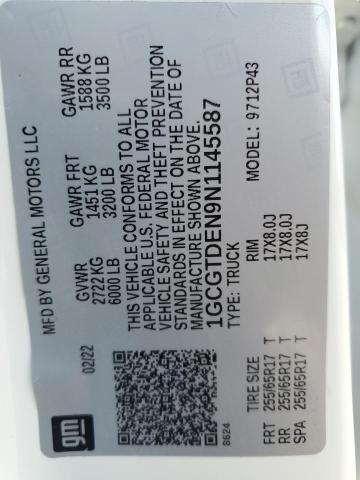 gm
MFD BY GENERAL MOTORS LLC
02/22
GVWR GAWR FRT GAWR RR
2722 KG 1451 KG 1588 KG
6000 LB 3200 LB 3500 LB
THIS VEHICLE CONFORMS TO ALL
APPLICABLE U.S. FEDERAL MOTOR
VEHICLE SAFETY AND THEFT PREVENTION
STANDARDS IN EFFECT ON THE DATE OF
MANUFACTURE SHOWN ABOVE.
1GCGTDEN9N1145587
TYPE: TRUCK MODEL: 9712P43
8624
TIRE SIZE RIM
FRT 255/65R17 T 17X8.0J
RR 255/65R17 T 17X8.0J
SPA 255/65R17 T 17X8J